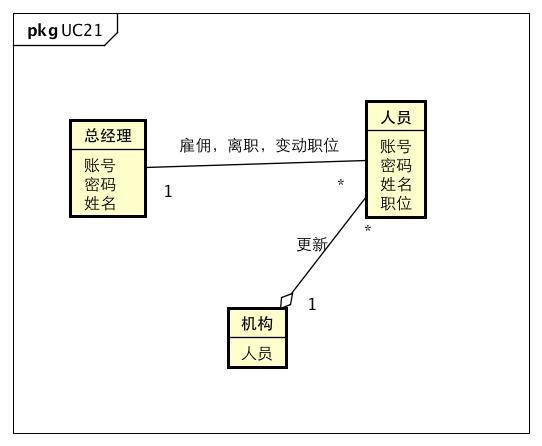 pkg UC21
总经理
账号
密码
姓名
雇佣，离职，变动职位
1
*
人员
账号
密码
姓名
职位
*
更新
1
机构
人员